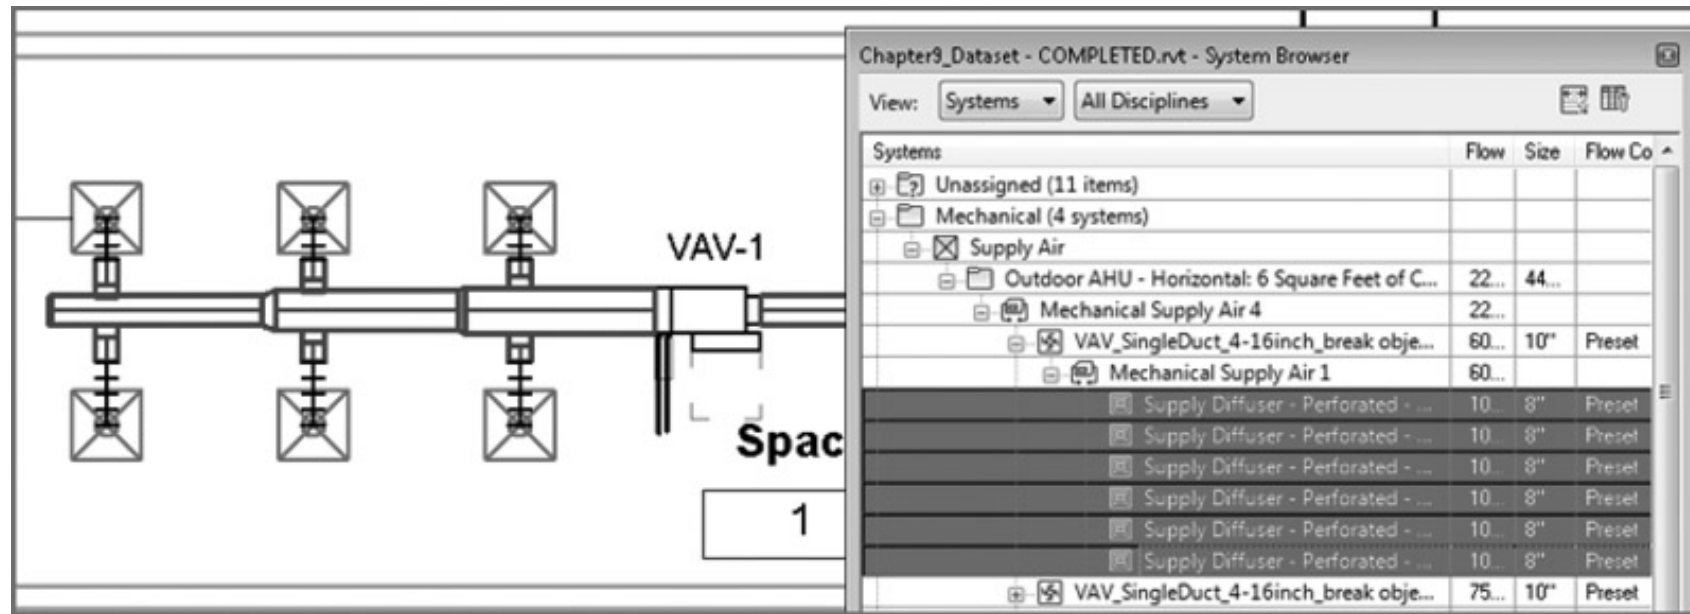 VAV-1
Spac
1
Chapter9_Dataset - COMPLETED.rvt - System Browser
View: Systems All Disciplines
Systems Flow Size Flow Co
Unassigned (11 items)
Mechanical (4 systems)
Supply Air
Outdoor AHU - Horizontal: 6 Square Feet of C... 22... 44...
Mechanical Supply Air 4 22...
VAV_SingleDuct_4-16inch_break obje... 60... 10" Preset
Mechanical Supply Air 1 60...
Supply Diffuser - Perforated - ... 10... 8" Preset
Supply Diffuser - Perforated - ... 10... 8" Preset
Supply Diffuser - Perforated - ... 10... 8" Preset
Supply Diffuser - Perforated - ... 10... 8" Preset
Supply Diffuser - Perforated - ... 10... 8" Preset
Supply Diffuser - Perforated - ... 10... 8" Preset
VAV_SingleDuct_4-16inch_break obje... 75... 10" Preset